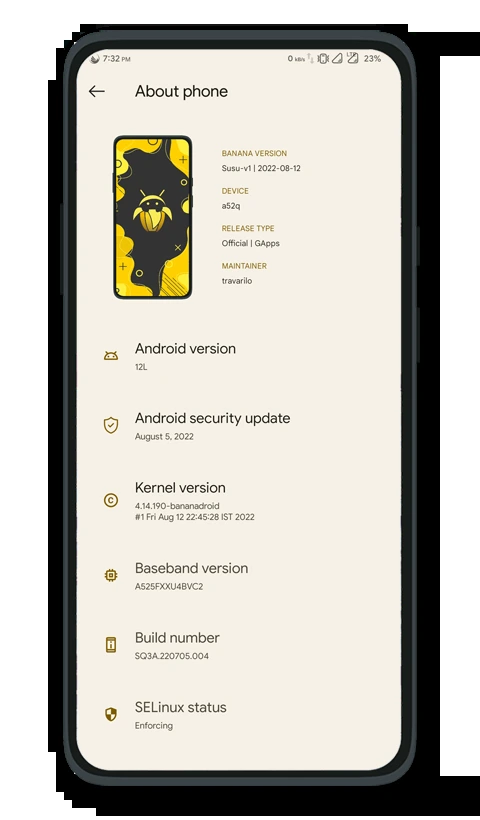 7:32 PM 0 kB/s LTE 23%
About phone
BANANA VERSION
Susu-v1 | 2022-08-12
DEVICE
a52q
RELEASE TYPE
Official | GApps
MAINTAINER
travarilo
Android version
12L
Android security update
August 5, 2022
Kernel version
4.14.190-bananadroid
#1 Fri Aug 12 22:45:28 IST 2022
Baseband version
A525FXXU4BVC2
Build number
SQ3A.220705.004
SELinux status
Enforcing